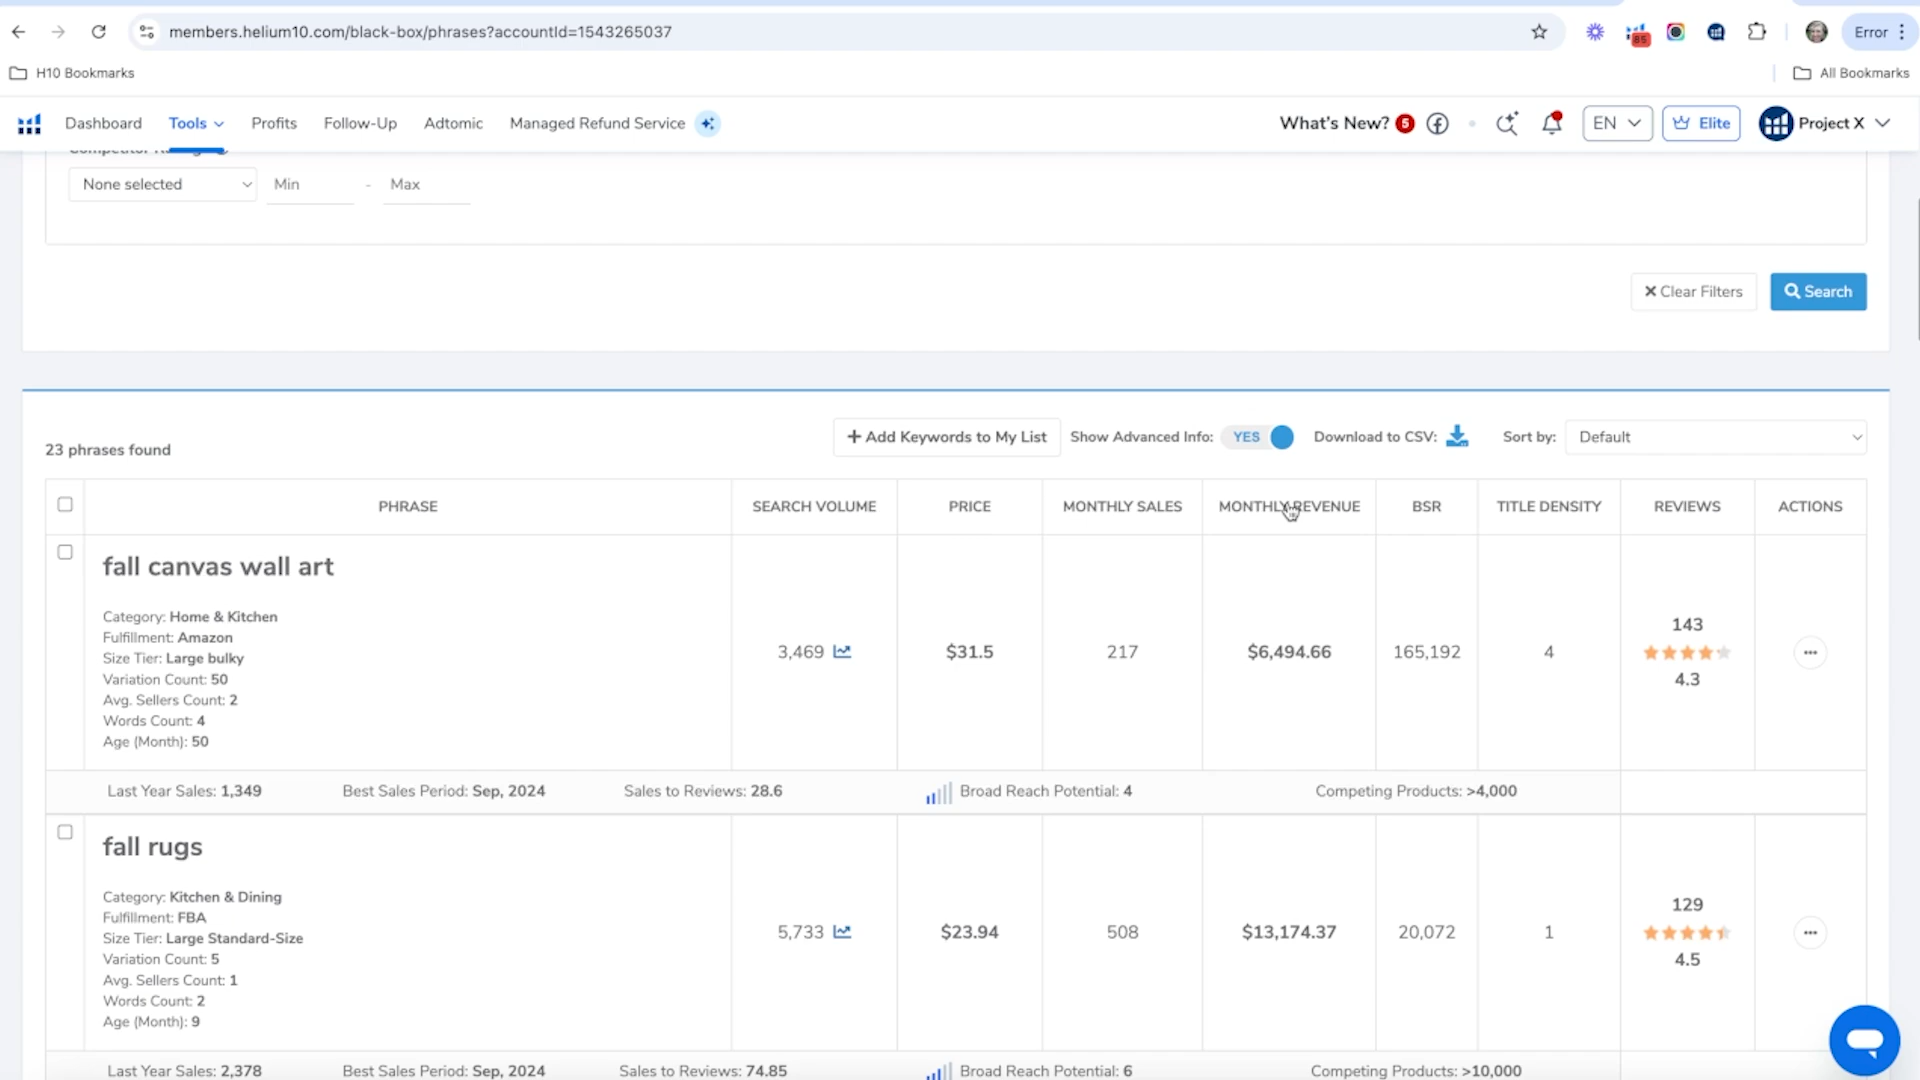 members.helium10.com/black-box/phrases?accountId=1543265037
85
Error
H10 Bookmarks
All Bookmarks
Dashboard
Tools
Profits
Follow-Up
Adtomic
Managed Refund Service
What's New? 5
EN
Elite
Project X
None selected
Min
-
Max
Clear Filters
Search
23 phrases found
+ Add Keywords to My List
Show Advanced Info:
YES
Download to CSV:
Sort by:
Default
PHRASE
SEARCH VOLUME
PRICE
MONTHLY SALES
MONTHLY REVENUE
BSR
TITLE DENSITY
REVIEWS
ACTIONS
fall canvas wall art
Category: Home & Kitchen
Fulfillment: Amazon
Size Tier: Large bulky
Variation Count: 50
Avg. Sellers Count: 2
Words Count: 4
Age (Month): 50
3,469
$31.5
217
$6,494.66
165,192
4
143
4.3
Last Year Sales: 1,349
Best Sales Period: Sep, 2024
Sales to Reviews: 28.6
Broad Reach Potential: 4
Competing Products: >4,000
fall rugs
Category: Kitchen & Dining
Fulfillment: FBA
Size Tier: Large Standard-Size
Variation Count: 5
Avg. Sellers Count: 1
Words Count: 2
Age (Month): 9
5,733
$23.94
508
$13,174.37
20,072
1
129
4.5
Last Year Sales: 2,378
Best Sales Period: Sep, 2024
Sales to Reviews: 74.85
Broad Reach Potential: 6
Competing Products: >10,000